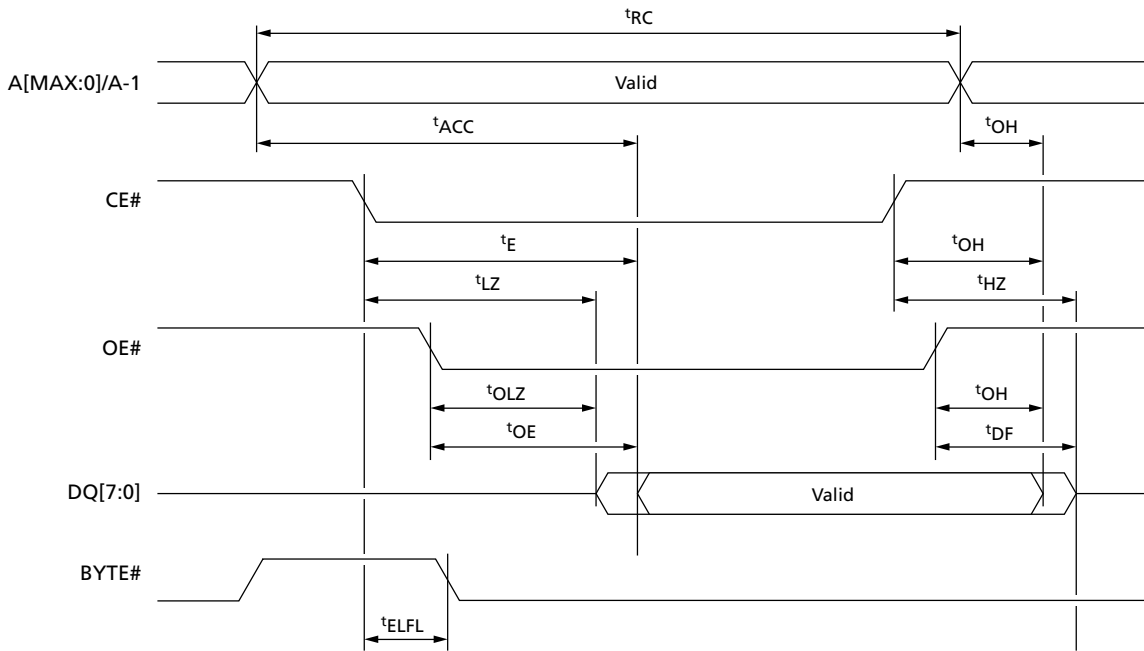 tRC
A[MAX:0]/A-1
Valid
tACC
tOH
CE#
tE
tOH
tLZ
tHZ
OE#
tOLZ
tOH
tOE
tDF
DQ[7:0]
Valid
BYTE#
tELFL